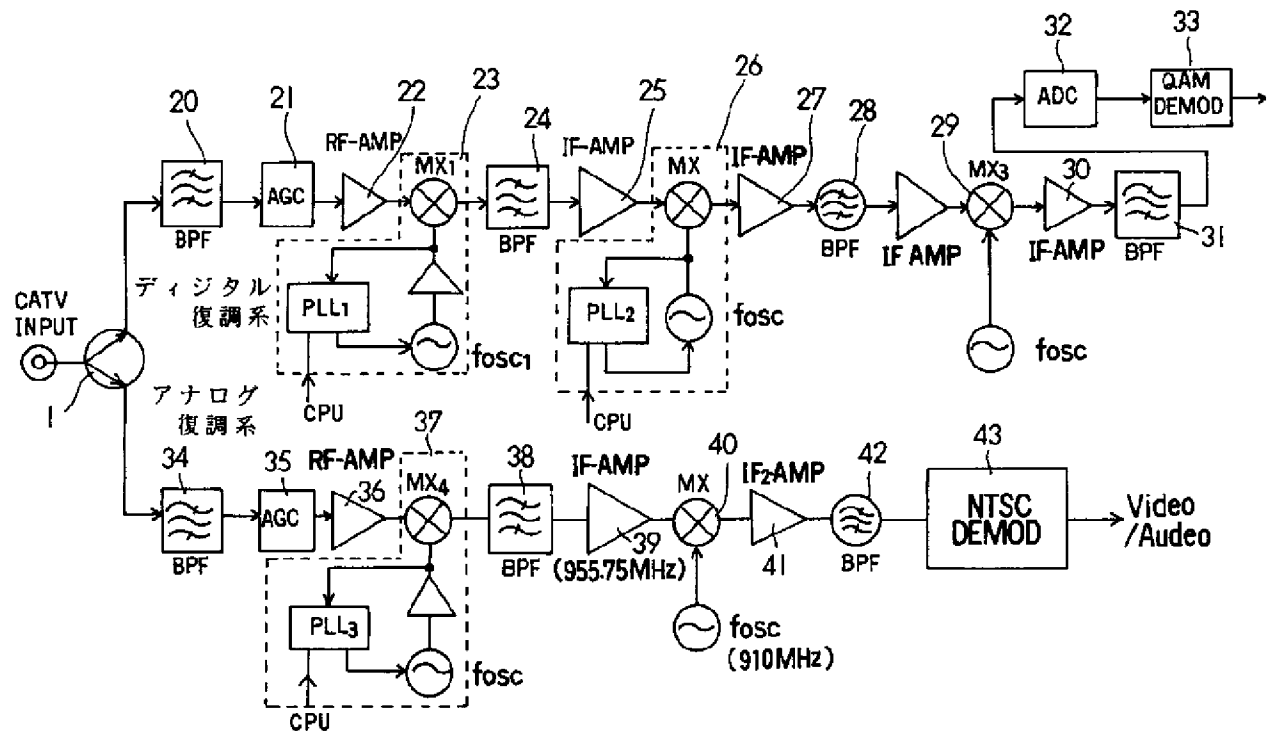 32
33
ADC
QAM
DEMOD
20
21
22
23
24
25
26
27
28
29
30
31
RF-AMP
IF-AMP
IF-AMP
AGC
MX1
MX
MX3
BPF
BPF
BPF
IF AMP
IF-AMP
BPF
ディジタル
復調系
PLL1
fosc1
CPU
PLL2
fosc
CPU
fosc
CATV
INPUT
1
アナログ
復調系
34
35
RF-AMP
36
37
38
IF-AMP
39
(955.75MHz)
40
IF2-AMP
41
42
43
AGC
MX4
MX
BPF
BPF
BPF
NTSC
DEMOD
Video
/Audeo
PLL3
fosc
CPU
fosc
(910MHz)